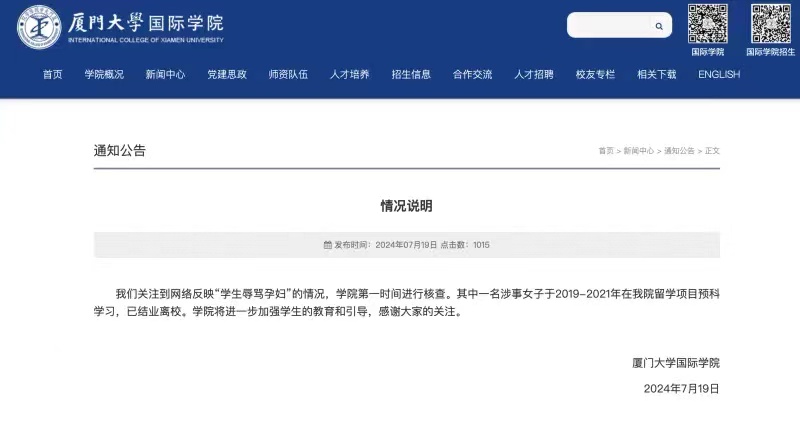 厦门大学国际学院
INTERNATIONAL COLLEGE OF XIAMEN UNIVERSITY
国际学院
国际学院招生
首页 学院概况 新闻中心 党建思政 师资队伍 人才培养 招生信息 合作交流 人才招聘 校友专栏 相关下载 ENGLISH
通知公告
首页 > 新闻中心 > 通知公告 > 正文
情况说明
发布时间：2024年07月19日 点击数：1015
我们关注到网络反映“学生辱骂孕妇”的情况，学院第一时间进行核查。其中一名涉事女子于2019-2021年在我院留学项目预科
学习，已结业离校。学院将进一步加强学生的教育和引导，感谢大家的关注。
厦门大学国际学院
2024年7月19日